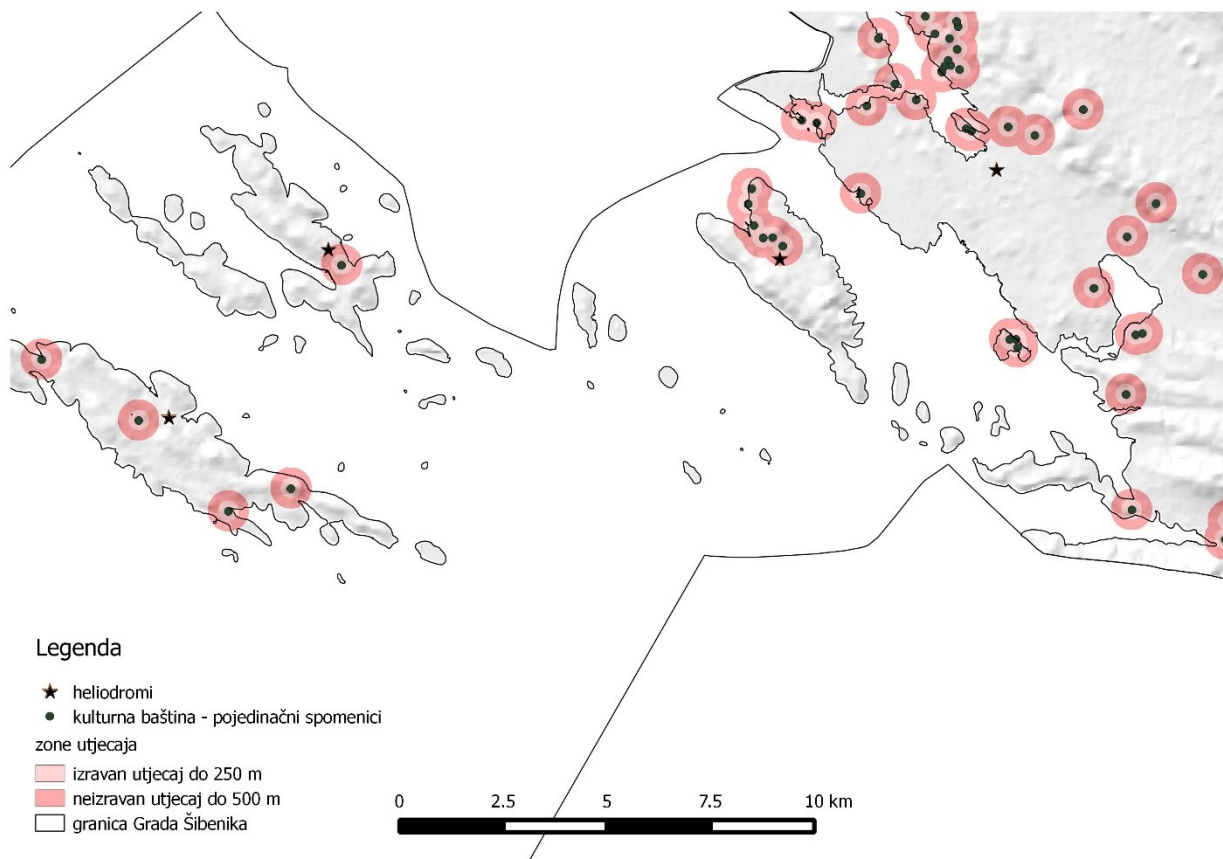 Legenda
heliodromi
kulturna baština - pojedinačni spomenici
zone utjecaja
izravan utjecaj do 250 m
neizravan utjecaj do 500 m
granica Grada Šibenika
0 2.5 5 7.5 10 km